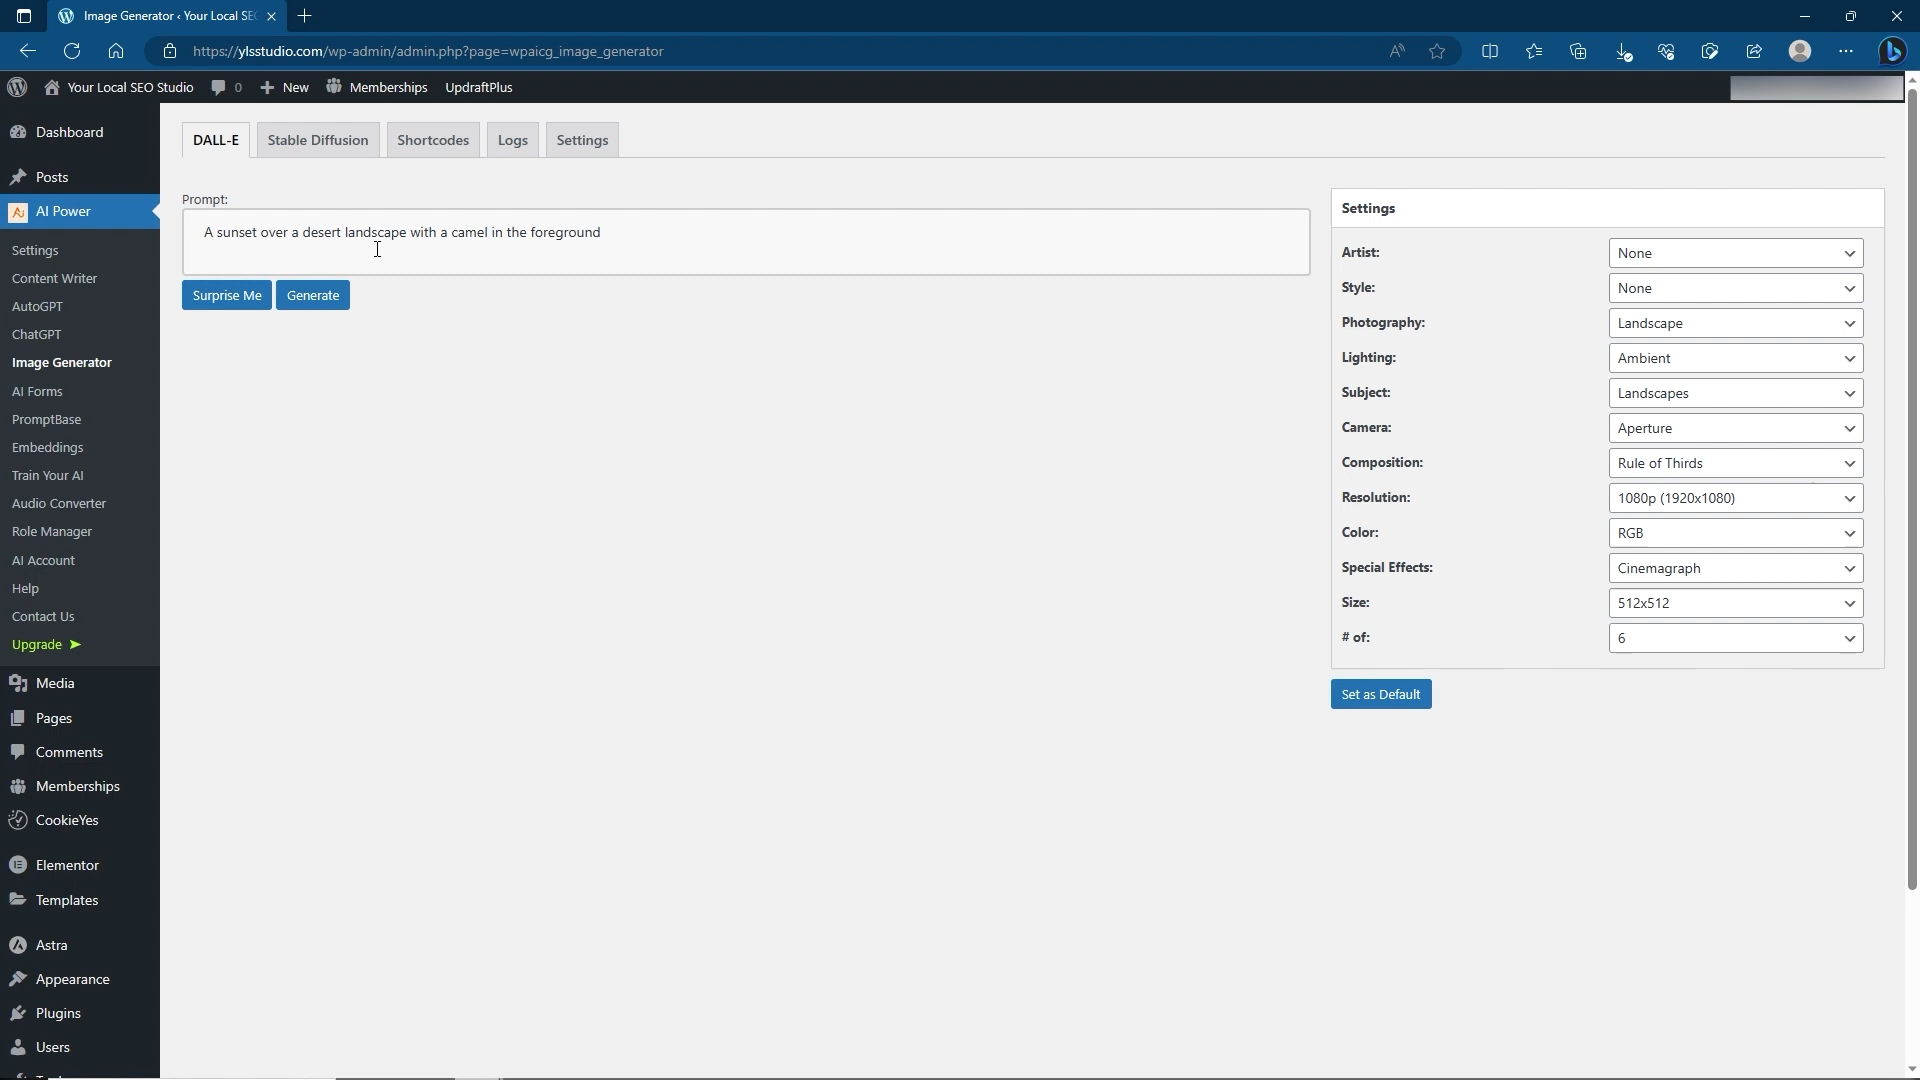 Image Generator ‹ Your Local SEO
https://ylsstudio.com/wp-admin/admin.php?page=wpaicg_image_generator
Your Local SEO Studio 0 New Memberships UpdraftPlus
Dashboard
Posts
AI Power
Settings
Content Writer
AutoGPT
ChatGPT
Image Generator
AI Forms
PromptBase
Embeddings
Train Your AI
Audio Converter
Role Manager
AI Account
Help
Contact Us
Upgrade ➤
Media
Pages
Comments
Memberships
CookieYes
Elementor
Templates
Astra
Appearance
Plugins
Users
DALL-E Stable Diffusion Shortcodes Logs Settings
Prompt:
A sunset over a desert landscape with a camel in the foreground
Surprise Me Generate
Settings
Artist: None
Style: None
Photography: Landscape
Lighting: Ambient
Subject: Landscapes
Camera: Aperture
Composition: Rule of Thirds
Resolution: 1080p (1920x1080)
Color: RGB
Special Effects: Cinemagraph
Size: 512x512
# of: 6
Set as Default